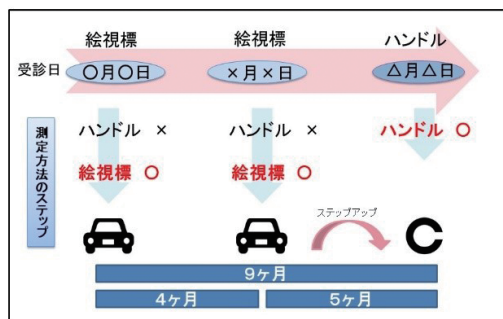 絵視標 絵視標 ハンドル
受診日 〇月〇日 ×月×日 △月△日
測定方法のステップ
ハンドル × ハンドル × ハンドル 〇
絵視標 〇 絵視標 〇
ステップアップ
9ヶ月
4ヶ月 5ヶ月